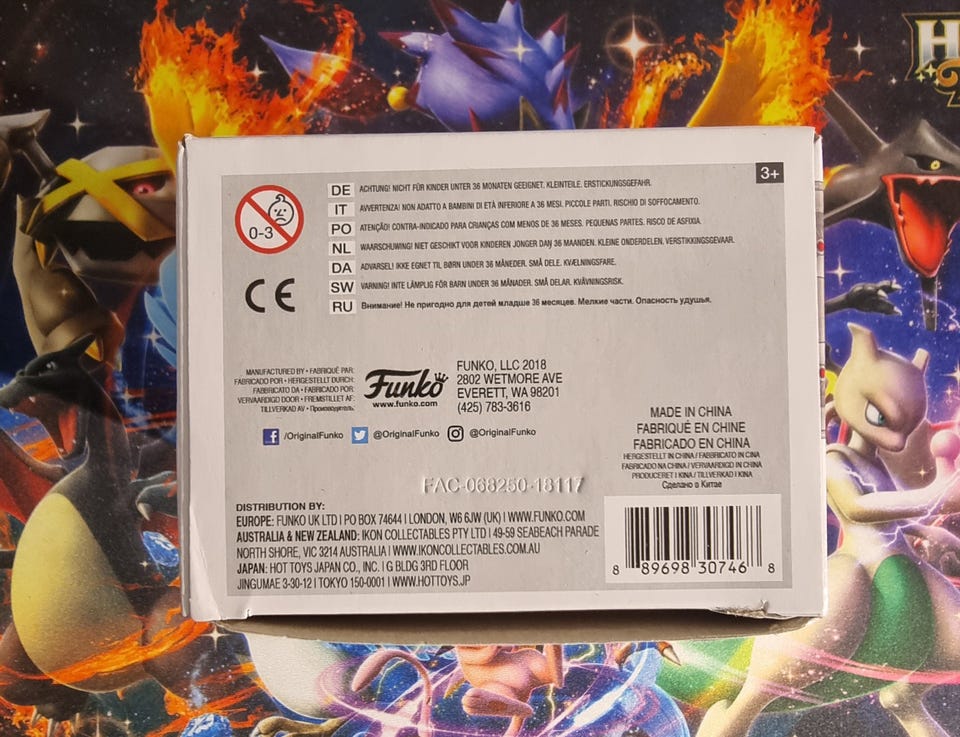 H
3+
0-3
DE ACHTUNG! NICHT FÜR KINDER UNTER 36 MONATEN GEEIGNET. KLEINTEILE. ERSTICKUNGSGEFAHR.
IT AVVERTENZA! NON ADATTO A BAMBINI DI ETÀ INFERIORE A 36 MESI. PICCOLE PARTI. RISCHIO DI SOFFOCAMENTO.
PO ATENÇÃO! CONTRA-INDICADO PARA CRIANÇAS COM MENOS DE 36 MESES. PEQUENAS PARTES. RISCO DE ASFIXIA.
NL WAARSCHUWING! NIET GESCHIKT VOOR KINDEREN JONGER DAN 36 MAANDEN. KLEINE ONDERDELEN. VERSTIKKINGSGEVAAR.
DA ADVARSEL! IKKE EGNET TIL BØRN UNDER 36 MÅNEDER. SMÅ DELE. KVÆLNINGSFARE.
SW VARNING! INTE LÄMPLIG FÖR BARN UNDER 36 MÅNADER. SMÅ DELAR. KVÄVNINGSRISK.
RU Внимание! Не пригодно для детей младше 36 месяцев. Мелкие части. Опасность удушья.
CE
MANUFACTURED BY • FABRIQUÉ PAR:
FABRICADO POR • HERGESTELLT DURCH:
FABBRICATO DA • FABRICADO POR:
VERVAARDIGD DOOR • FREMSTILLET AF:
TILLVERKAD AV • Производитель:
Funko
www.funko.com
FUNKO, LLC 2018
2802 WETMORE AVE
EVERETT, WA 98201
(425) 783-3616
f /OriginalFunko @OriginalFunko @OriginalFunko
MADE IN CHINA
FABRIQUÉ EN CHINE
FABRICADO EN CHINA
HERGESTELLT IN CHINA / FABBRICATO IN CINA
FABRICADO NA CHINA / VERVAARDIGD IN CHINA
PRODUCERET I KINA / TILLVERKAD I KINA
Сделано в Китае
FAC-068250-18117
DISTRIBUTION BY:
EUROPE: FUNKO UK LTD | PO BOX 74644 | LONDON, W6 6JW (UK) | WWW.FUNKO.COM
AUSTRALIA & NEW ZEALAND: IKON COLLECTABLES PTY LTD | 49-59 SEABEACH PARADE
NORTH SHORE, VIC 3214 AUSTRALIA | WWW.IKONCOLLECTABLES.COM.AU
JAPAN: HOT TOYS JAPAN CO., INC. | G BLDG 3RD FLOOR
JINGUMAE 3-30-12 | TOKYO 150-0001 | WWW.HOTTOYS.JP
8 89698 30746 8